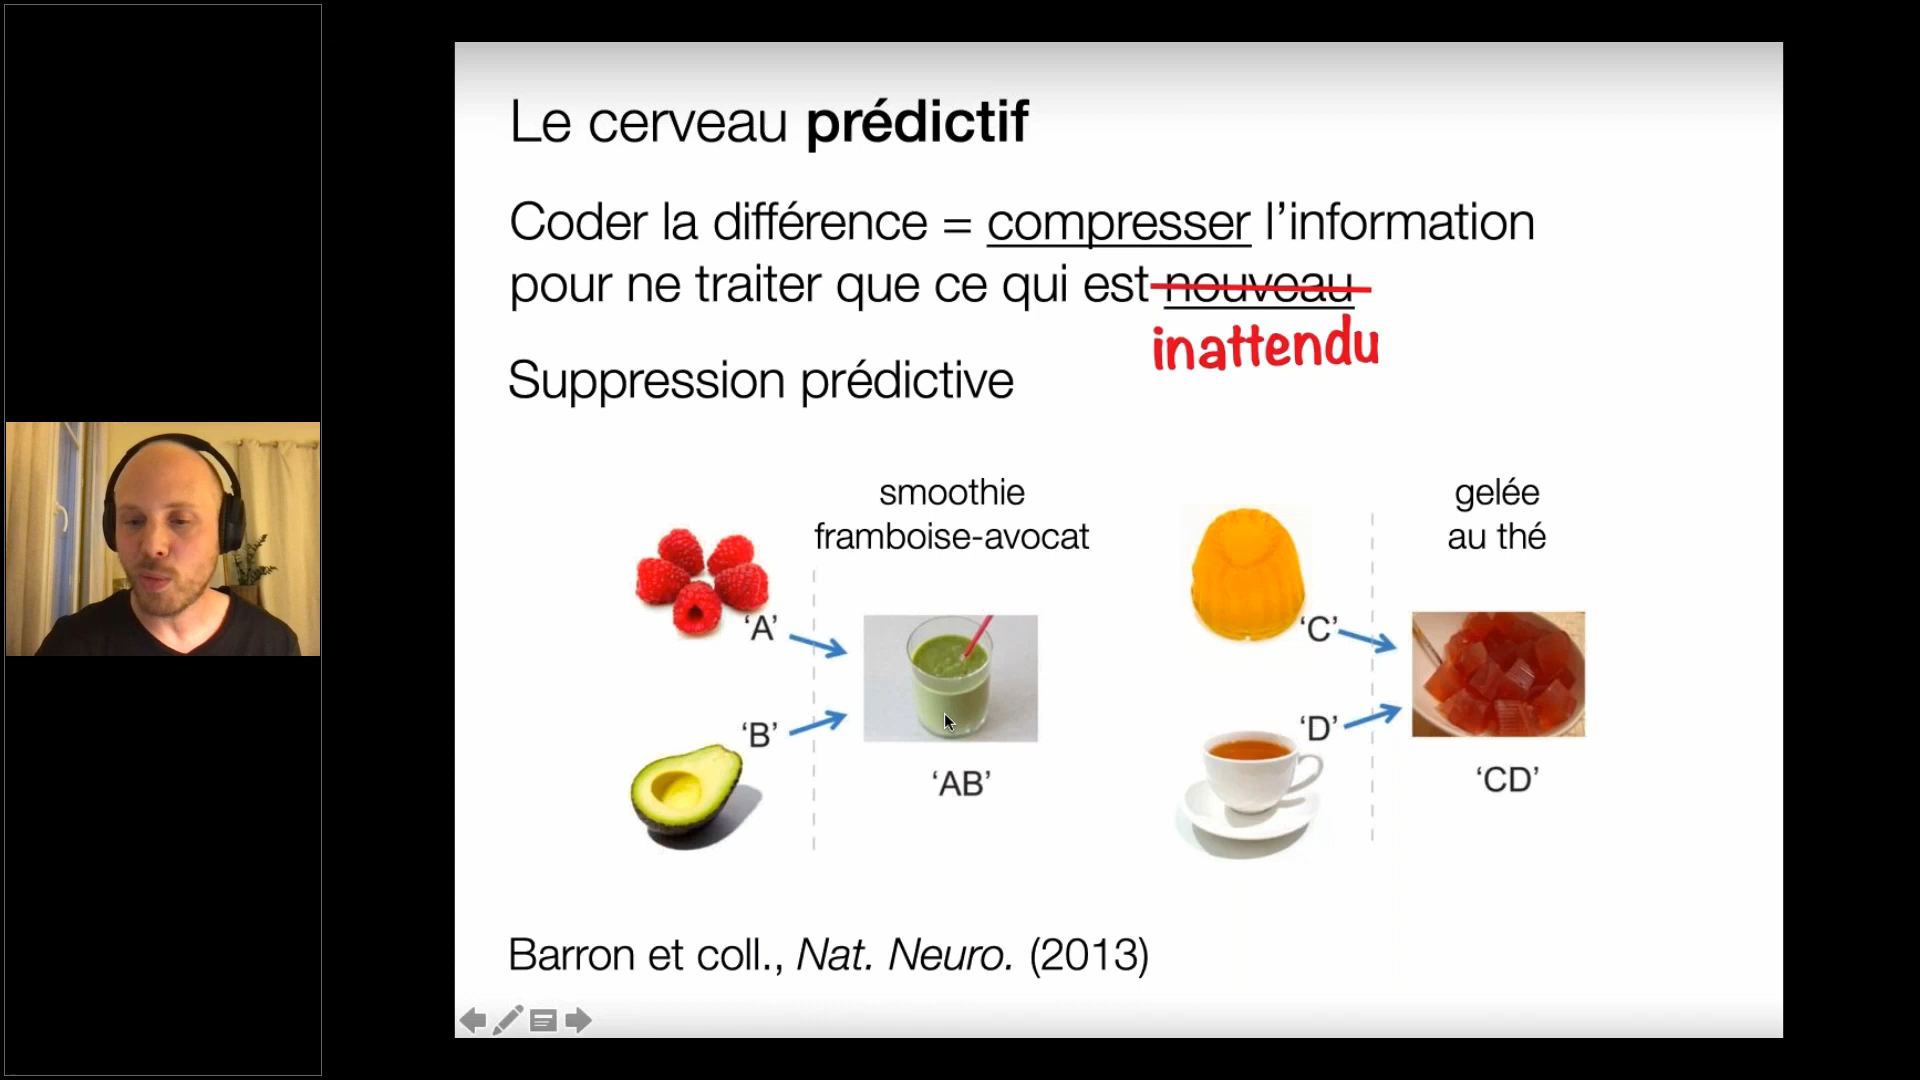 Le cerveau prédictif
Coder la différence = compresser l'information
pour ne traiter que ce qui est nouveau
inattendu
Suppression prédictive
smoothie
framboise-avocat
'A'
'B'
'AB'
gelée
au thé
'C'
'D'
'CD'
Barron et coll., Nat. Neuro. (2013)